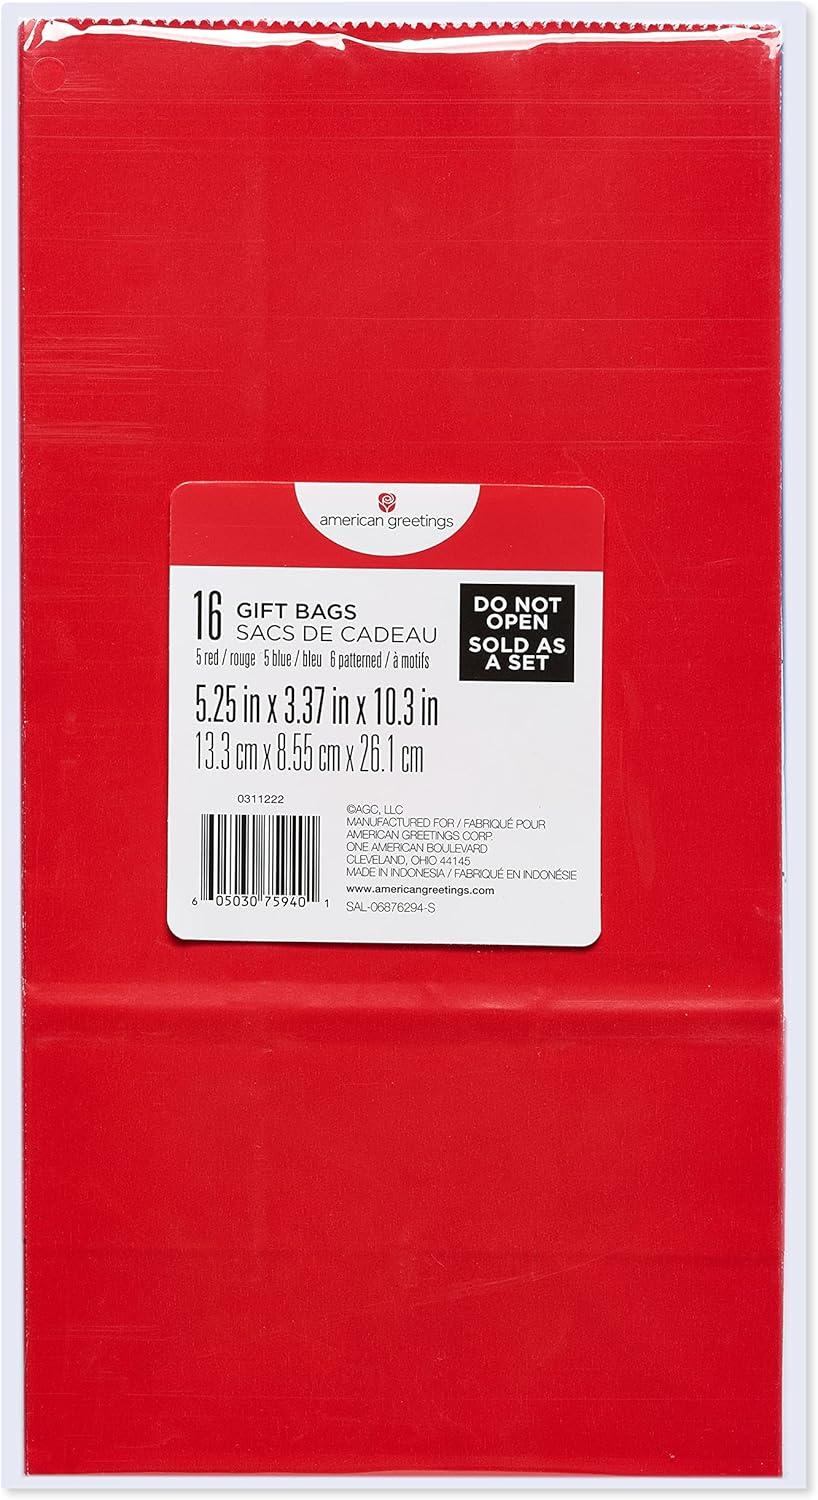 american greetings
16 GIFT BAGS
SACS DE CADEAU
5 red / rouge 5 blue / bleu 6 patterned / à motifs
DO NOT
OPEN
SOLD AS
A SET
5.25 in x 3.37 in x 10.3 in
13.3 cm x 8.55 cm x 26.1 cm
0311222
6 05030 75940 1
©AGC, LLC
MANUFACTURED FOR / FABRIQUÉ POUR
AMERICAN GREETINGS CORP.
ONE AMERICAN BOULEVARD
CLEVELAND, OHIO 44145
MADE IN INDONESIA / FABRIQUÉ EN INDONÉSIE
www.americangreetings.com
SAL-06876294-S